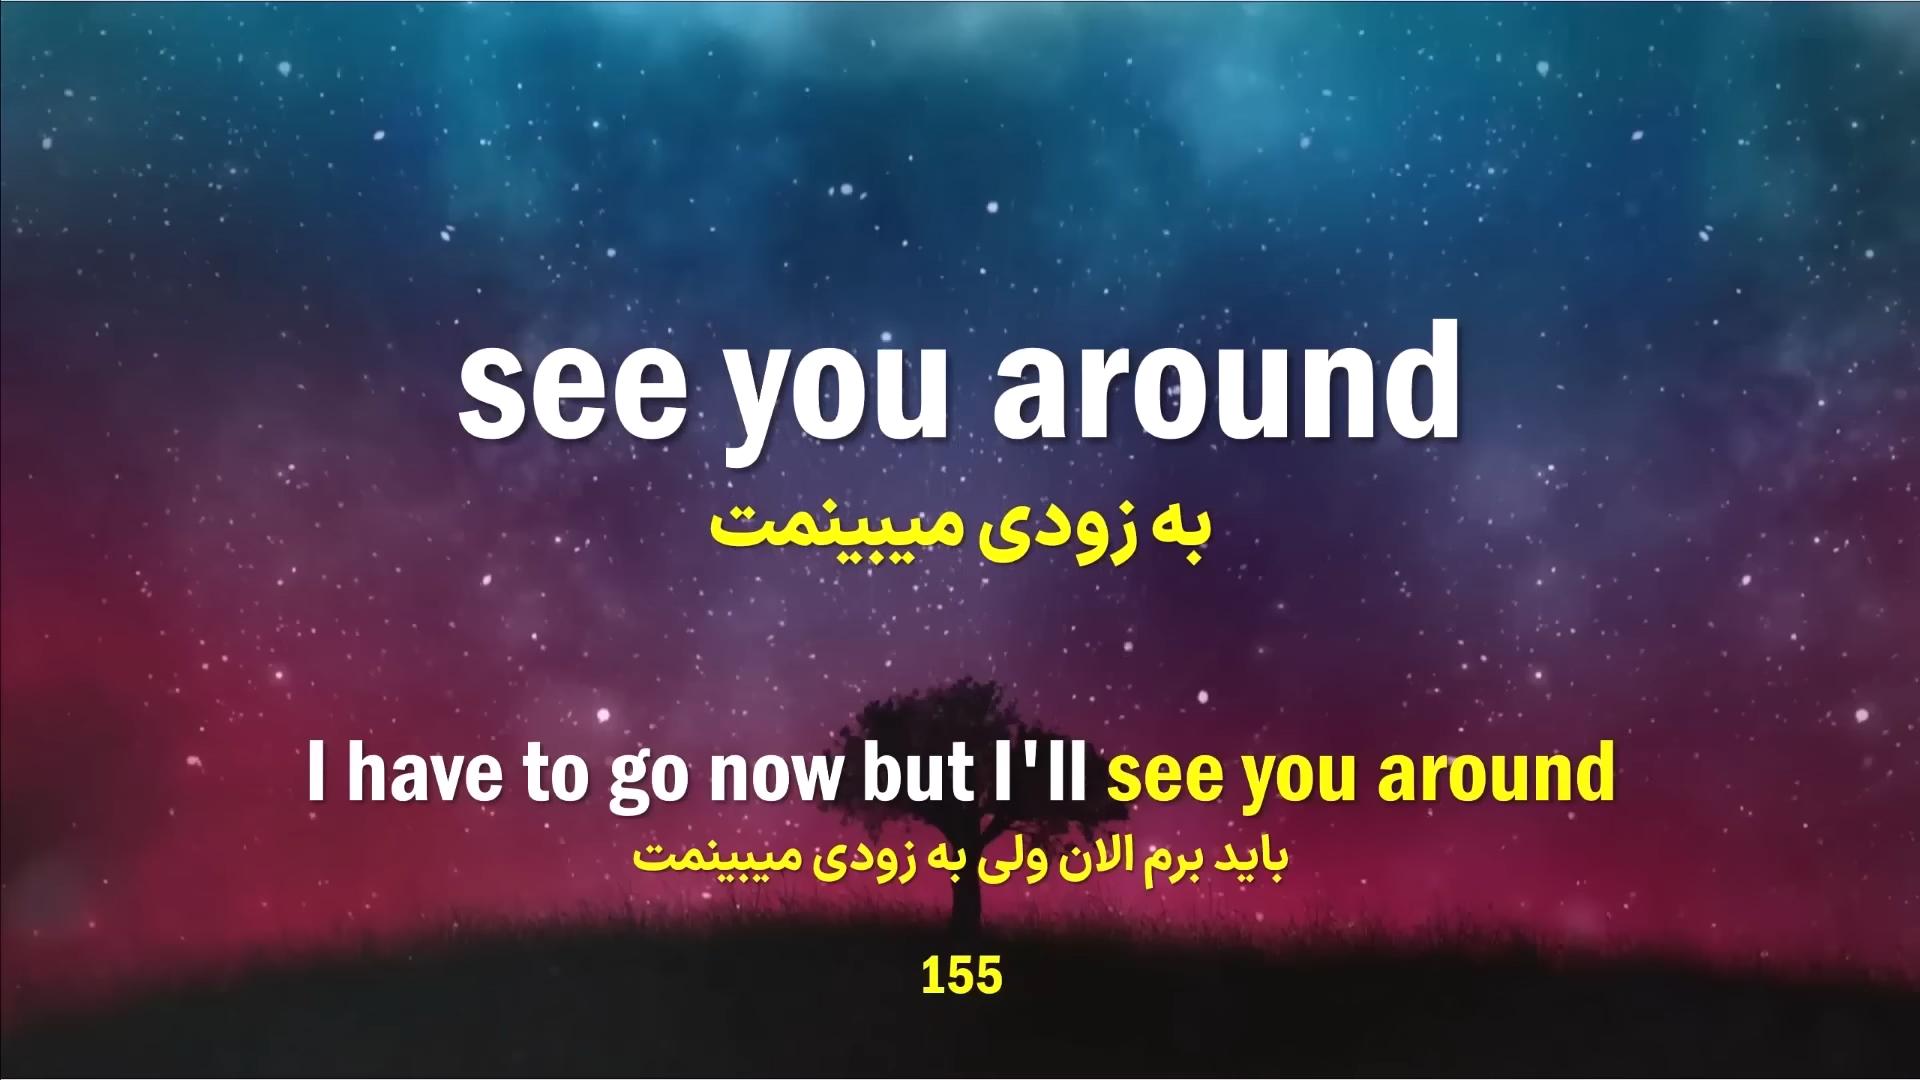 see you around
به زودی میبینمت
I have to go now but I'll see you around
باید برم الان ولی به زودی میبینمت
155